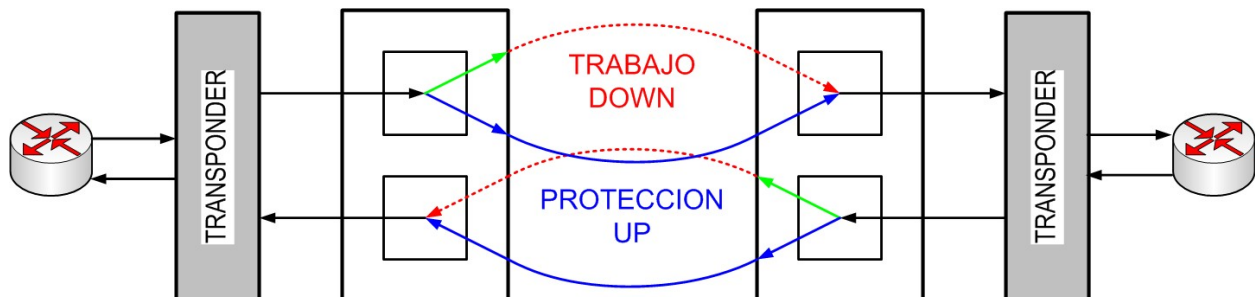 TRANSPONDER
TRABAJO
DOWN
PROTECCION
UP
TRANSPONDER